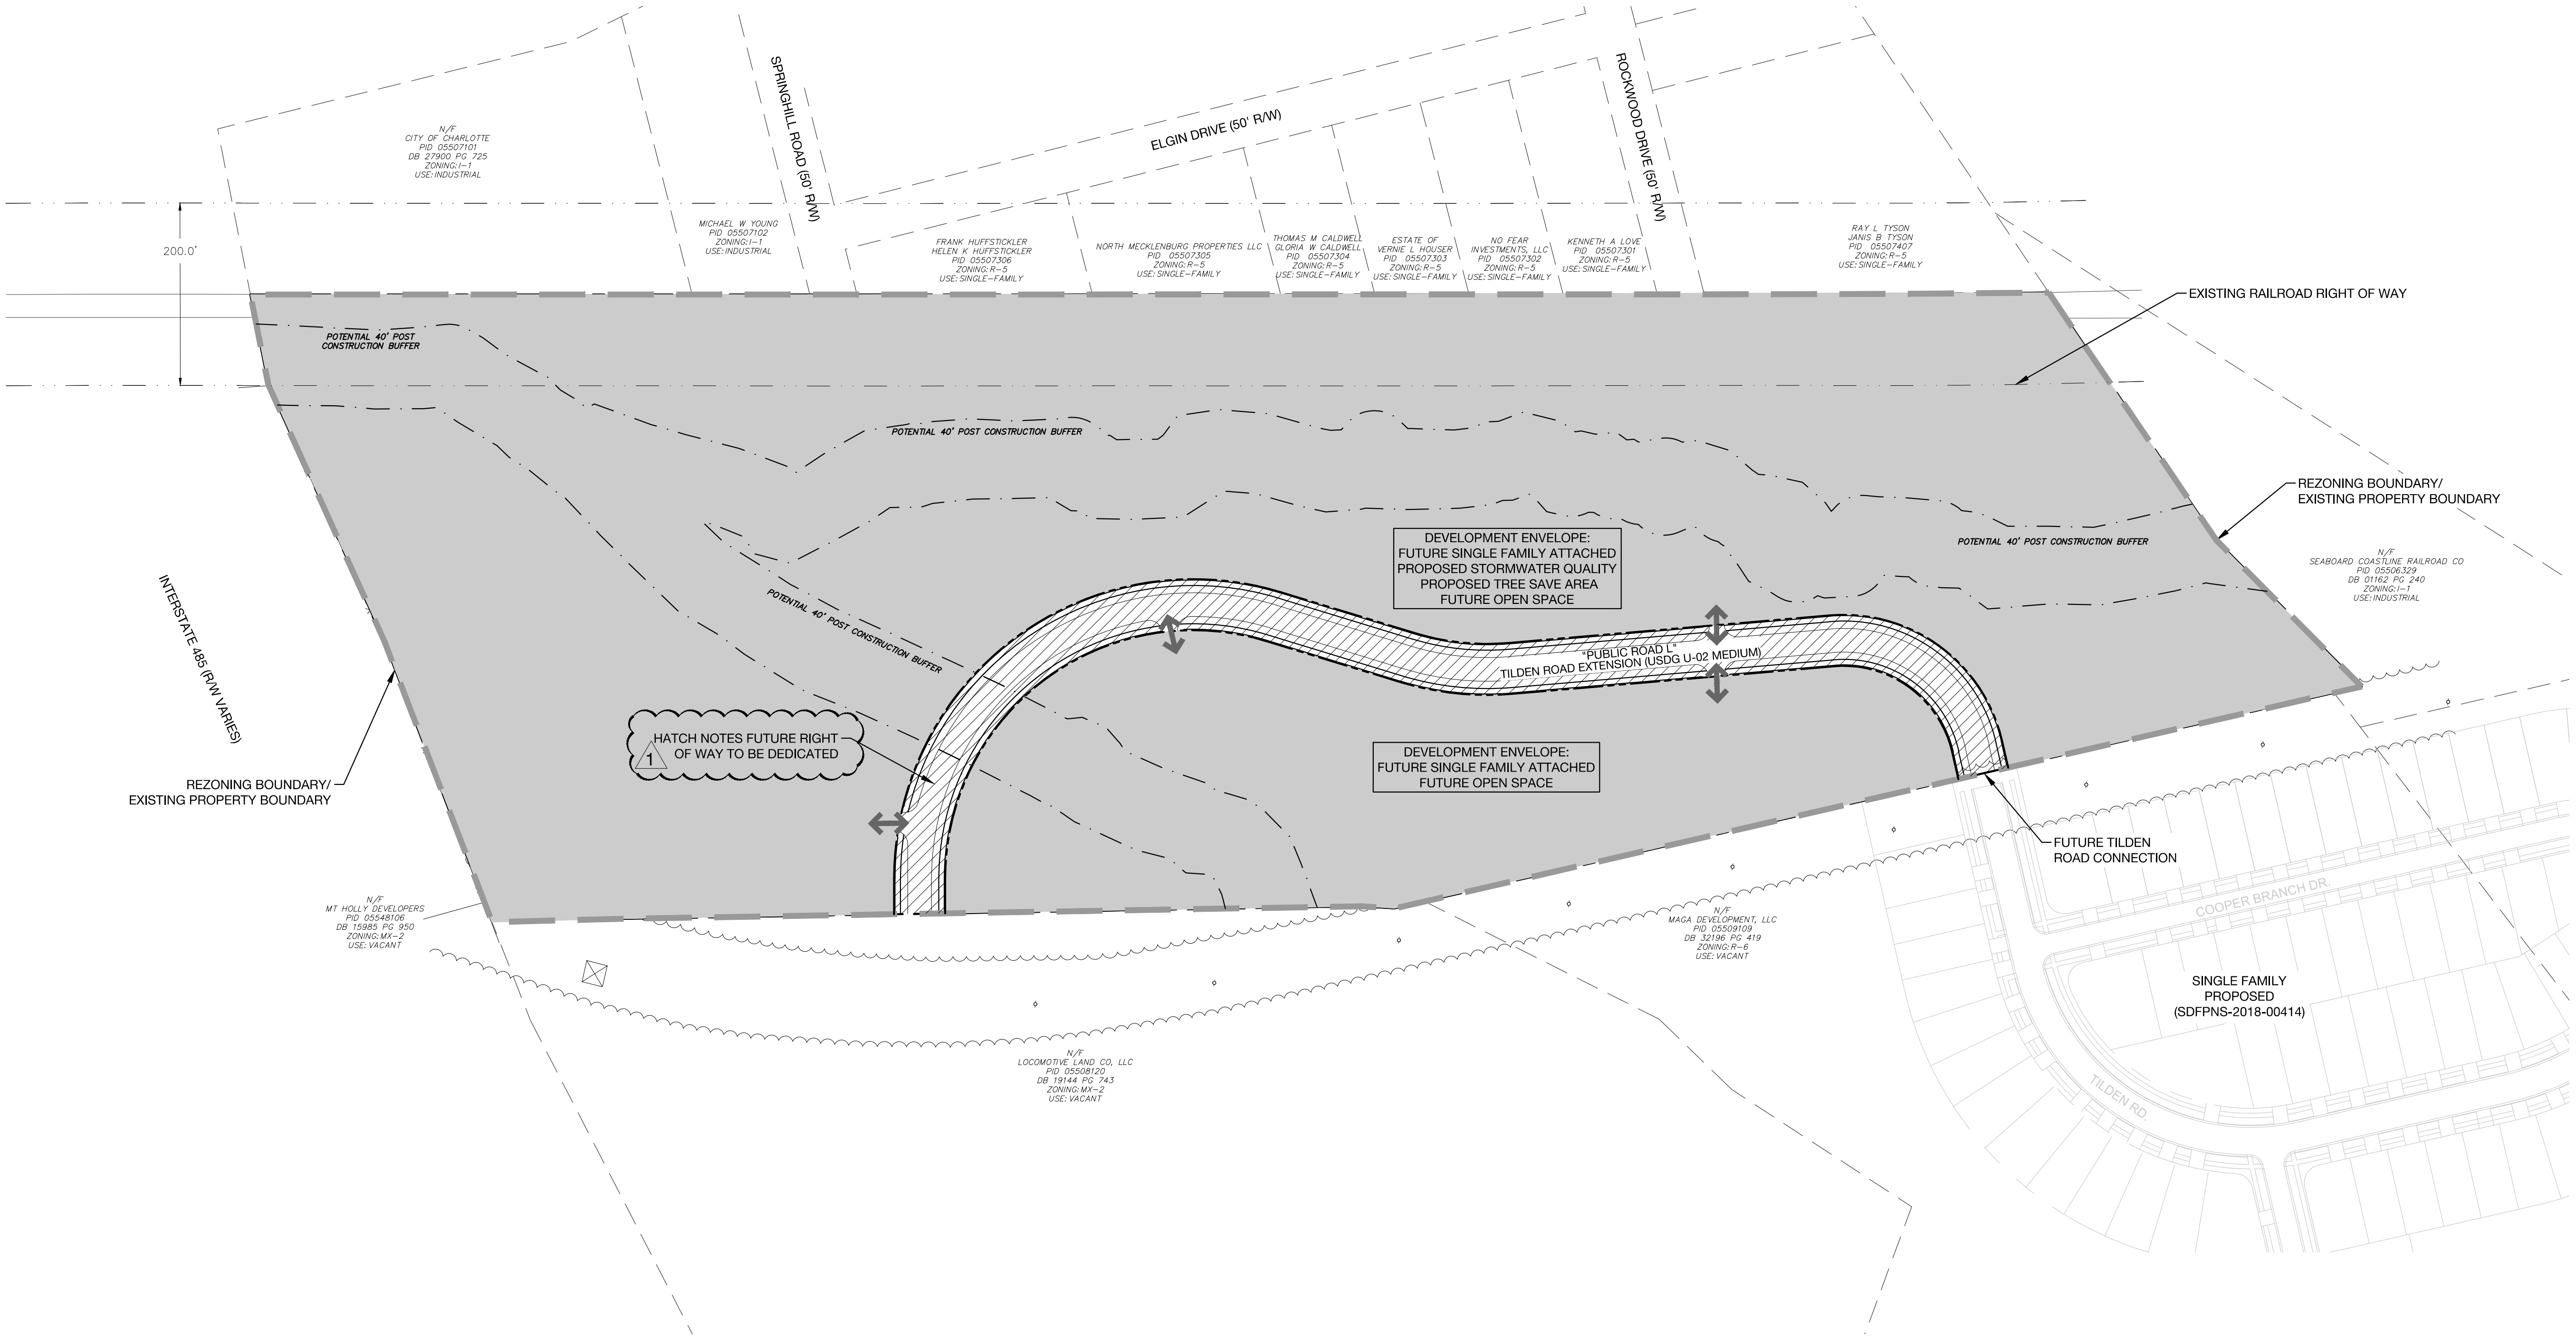 SPRINGHILL ROAD (50' R/W)
ELGIN DRIVE (50' R/W)
ROCKWOOD DRIVE (50' R/W)
N/F
CITY OF CHARLOTTE
PID 05507101
DB 27900 PG 725
ZONING: I-1
USE: INDUSTRIAL
200.0'
MICHAEL W YOUNG
PID 05507102
ZONING: I-1
USE: INDUSTRIAL
FRANK HUFFSTICKLER
HELEN K HUFFSTICKLER
PID 05507306
ZONING: R-5
USE: SINGLE-FAMILY
NORTH MECKLENBURG PROPERTIES LLC
PID 05507305
ZONING: R-5
USE: SINGLE-FAMILY
THOMAS M CALDWELL
GLORIA W CALDWELL
PID 05507304
ZONING: R-5
USE: SINGLE-FAMILY
ESTATE OF
VERNIE L HOUSER
PID 05507303
ZONING: R-5
USE: SINGLE-FAMILY
NO FEAR
INVESTMENTS, LLC
PID 05507302
ZONING: R-5
USE: SINGLE-FAMILY
KENNETH A LOVE
PID 05507301
ZONING: R-5
USE: SINGLE-FAMILY
RAY L TYSON
JANIS B TYSON
PID 05507407
ZONING: R-5
USE: SINGLE-FAMILY
EXISTING RAILROAD RIGHT OF WAY
POTENTIAL 40' POST
CONSTRUCTION BUFFER
POTENTIAL 40' POST CONSTRUCTION BUFFER
REZONING BOUNDARY/
EXISTING PROPERTY BOUNDARY
POTENTIAL 40' POST CONSTRUCTION BUFFER
N/F
SEABOARD COASTLINE RAILROAD CO
PID 05506329
DB 01162 PG 240
ZONING: I-1
USE: INDUSTRIAL
DEVELOPMENT ENVELOPE:
FUTURE SINGLE FAMILY ATTACHED
PROPOSED STORMWATER QUALITY
PROPOSED TREE SAVE AREA
FUTURE OPEN SPACE
INTERSTATE 485 (R/W VARIES)
POTENTIAL 40' POST CONSTRUCTION BUFFER
"PUBLIC ROAD L"
TILDEN ROAD EXTENSION (USDG U-02 MEDIUM)
HATCH NOTES FUTURE RIGHT
OF WAY TO BE DEDICATED
1
DEVELOPMENT ENVELOPE:
FUTURE SINGLE FAMILY ATTACHED
FUTURE OPEN SPACE
REZONING BOUNDARY/
EXISTING PROPERTY BOUNDARY
FUTURE TILDEN
ROAD CONNECTION
N/F
MT HOLLY DEVELOPERS
PID 05548106
DB 15985 PG 950
ZONING: MX-2
USE: VACANT
N/F
MAGA DEVELOPMENT, LLC
PID 05509109
DB 32196 PG 419
ZONING: R-6
USE: VACANT
COOPER BRANCH DR.
SINGLE FAMILY
PROPOSED
(SDFPNS-2018-00414)
N/F
LOCOMOTIVE LAND CO, LLC
PID 05508120
DB 19144 PG 743
ZONING: MX-2
USE: VACANT
TILDEN RD.